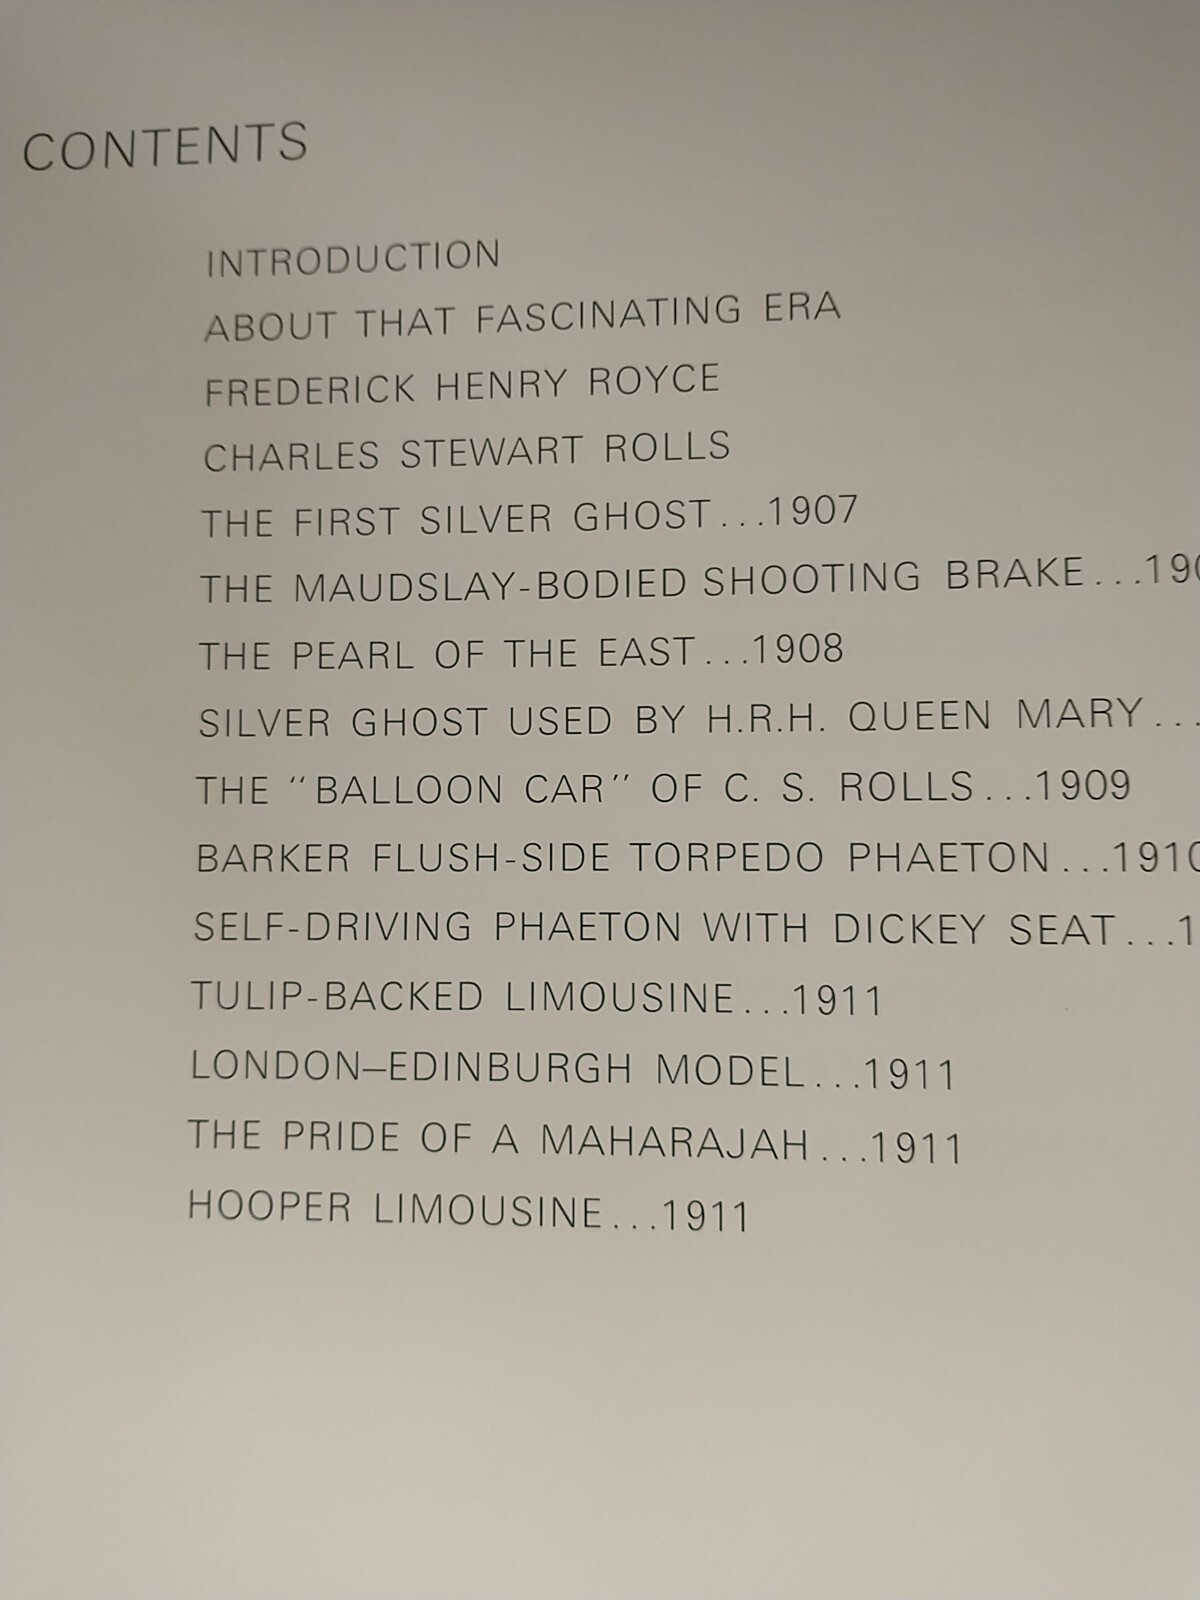 CONTENTS
INTRODUCTION
ABOUT THAT FASCINATING ERA
FREDERICK HENRY ROYCE
CHARLES STEWART ROLLS
THE FIRST SILVER GHOST...1907
THE MAUDSLAY-BODIED SHOOTING BRAKE...190
THE PEARL OF THE EAST...1908
SILVER GHOST USED BY H.R.H. QUEEN MARY...
THE "BALLOON CAR" OF C. S. ROLLS...1909
BARKER FLUSH-SIDE TORPEDO PHAETON...1910
SELF-DRIVING PHAETON WITH DICKEY SEAT...1
TULIP-BACKED LIMOUSINE...1911
LONDON–EDINBURGH MODEL...1911
THE PRIDE OF A MAHARAJAH...1911
HOOPER LIMOUSINE...1911